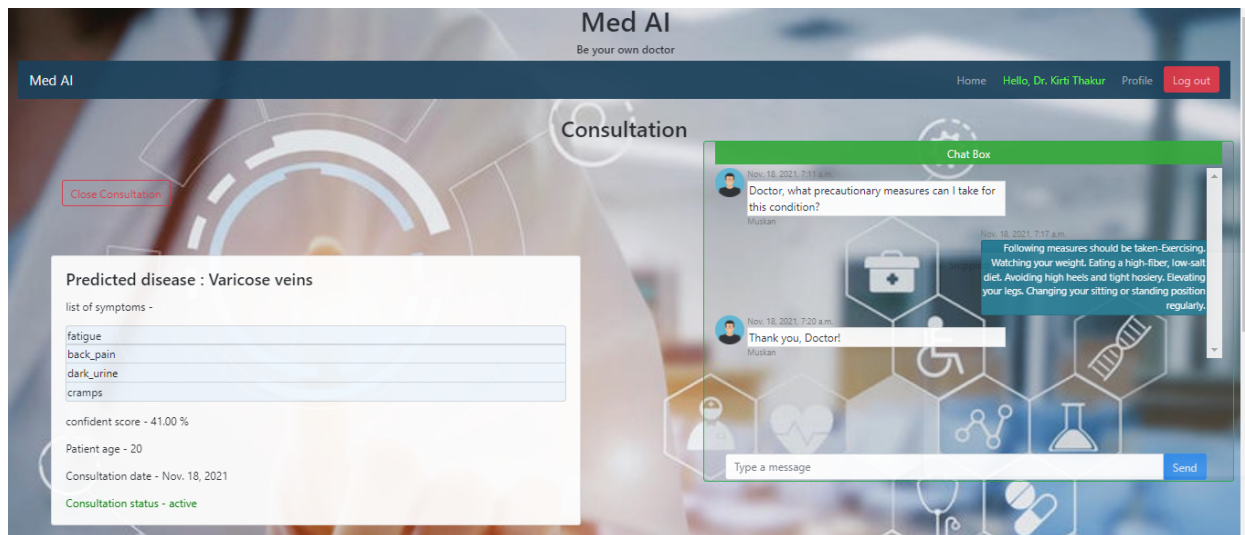 Med AI
Be your own doctor
Med AI
Home
Hello, Dr. Kirti Thakur
Profile
Log out
Consultation
Close Consultation
Predicted disease : Varicose veins
list of symptoms -
fatigue
back_pain
dark_urine
cramps
confident score - 41.00 %
Patient age - 20
Consultation date - Nov. 18, 2021
Consultation status - active
Chat Box
Nov. 18, 2021, 7:11 a.m.
Doctor, what precautionary measures can I take for
this condition?
Muskan
Nov. 18, 2021, 7:17 a.m.
Following measures should be taken-Exercising.
Watching your weight. Eating a high-fiber, low-salt
diet. Avoiding high heels and tight hosiery. Elevating
your legs. Changing your sitting or standing position
regularly.
Nov. 18, 2021, 7:20 a.m.
Thank you, Doctor!
Muskan
Type a message
Send